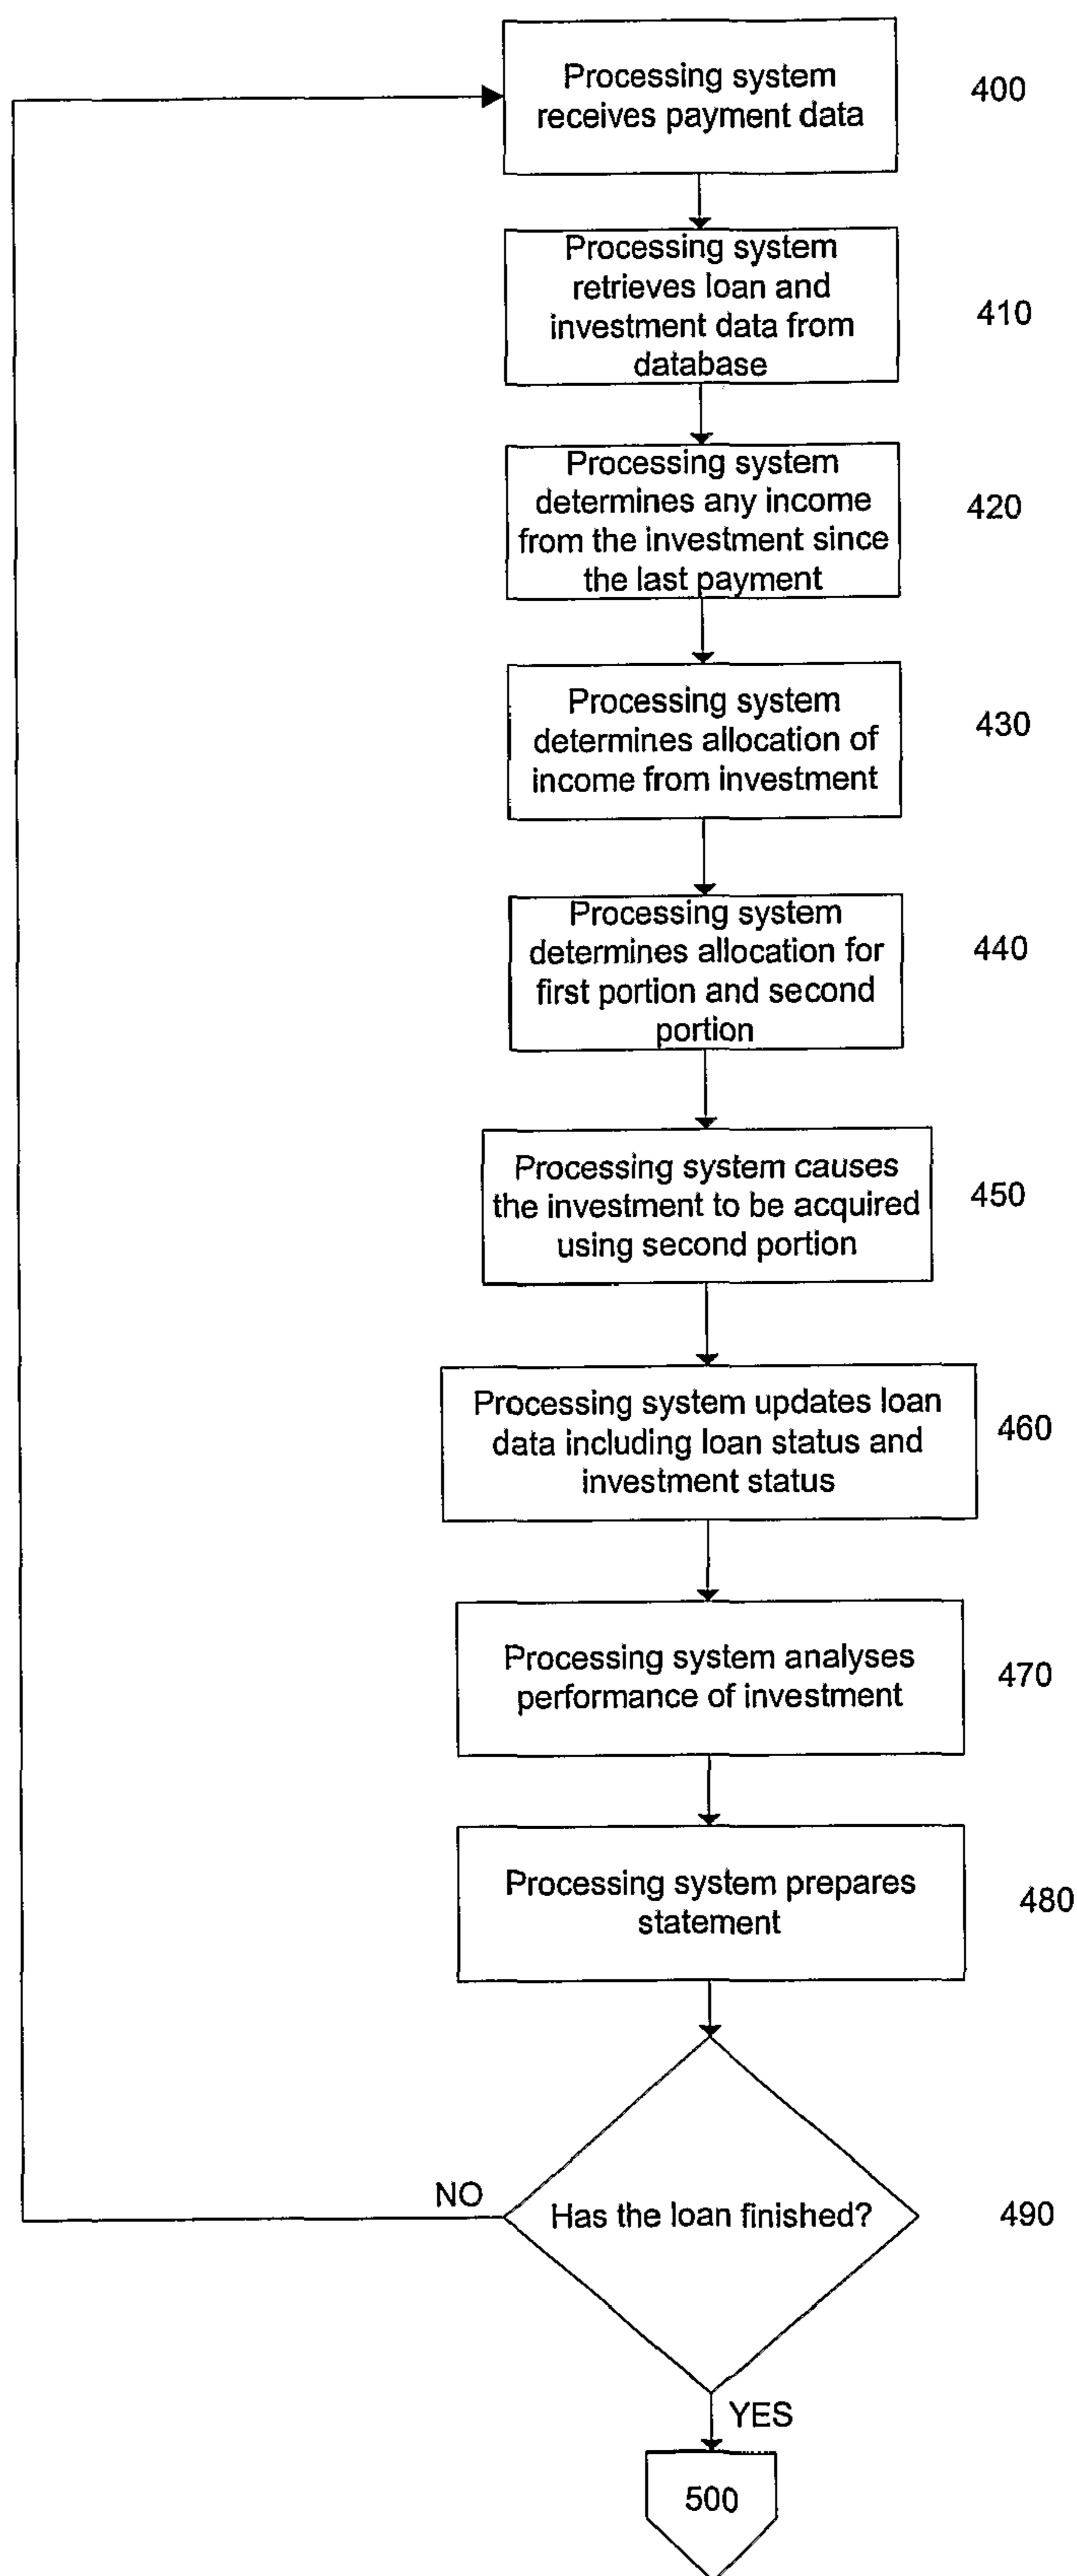 Processing system
receives payment data
400
Processing system
retrieves loan and
investment data from
database
410
Processing system
determines any income
from the investment since
the last payment
420
Processing system
determines allocation of
income from investment
430
Processing system
determines allocation for
first portion and second
portion
440
Processing system causes
the investment to be acquired
using second portion
450
Processing system updates loan
data including loan status and
investment status
460
Processing system analyses
performance of investment
470
Processing system prepares
statement
480
NO
Has the loan finished?
490
YES
500